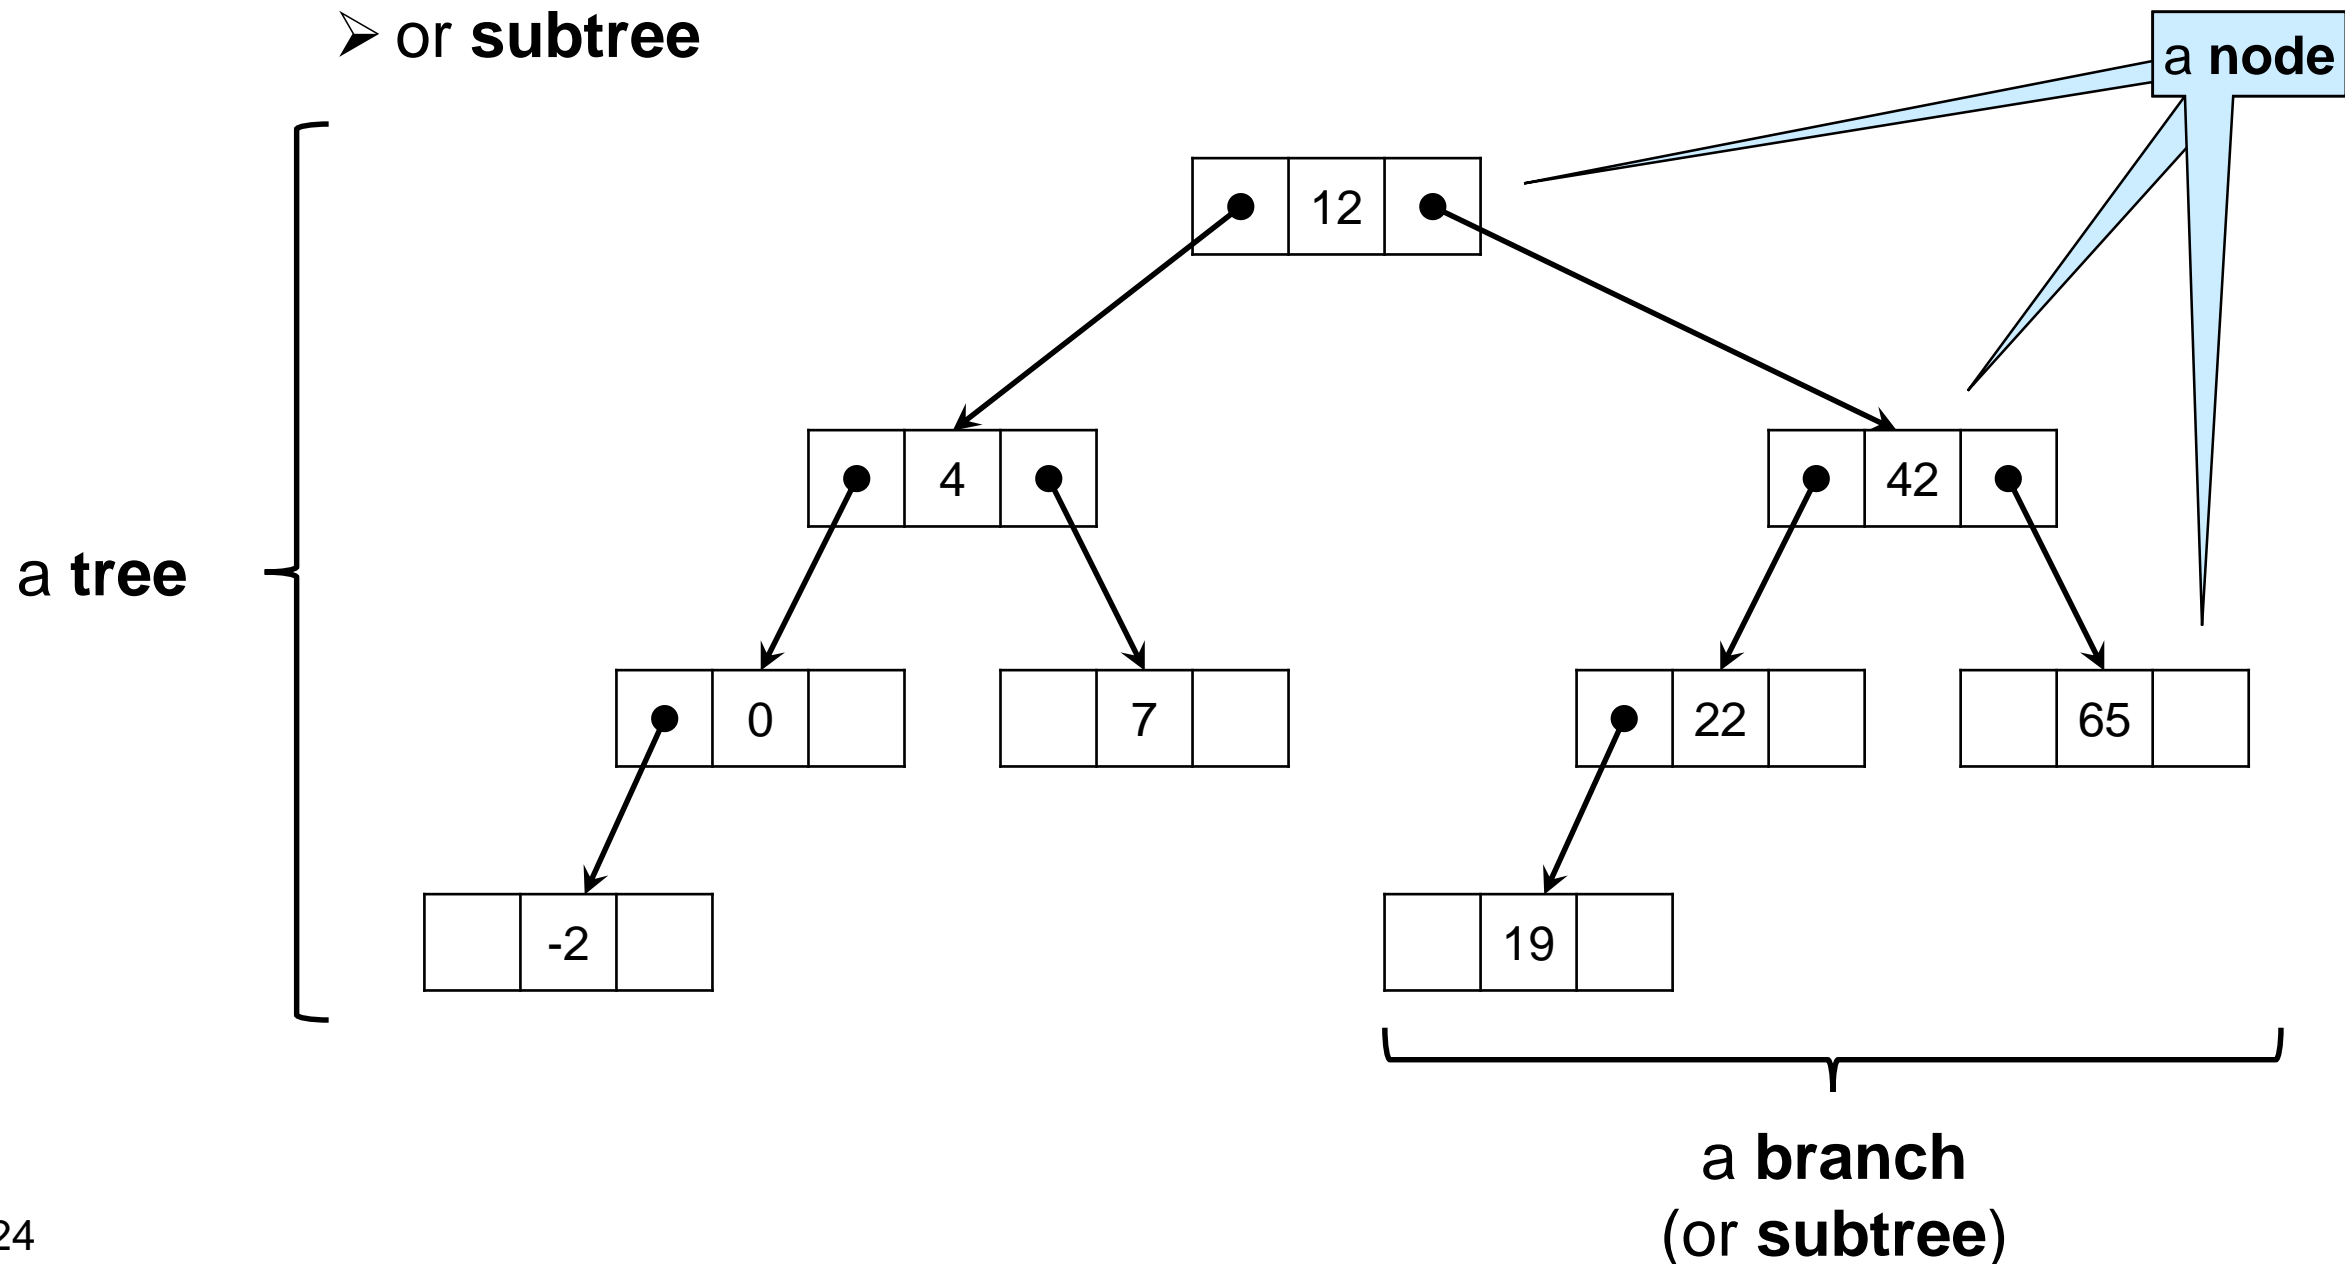 ➢ or subtree
a node
12
4
42
a tree
0
7
22
65
-2
19
a branch
(or subtree)
24